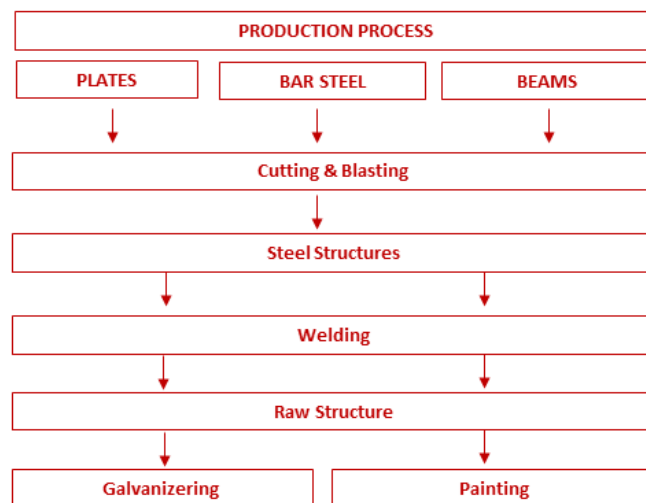 PRODUCTION PROCESS
PLATES
BAR STEEL
BEAMS
Cutting & Blasting
Steel Structures
Welding
Raw Structure
Galvanizering
Painting